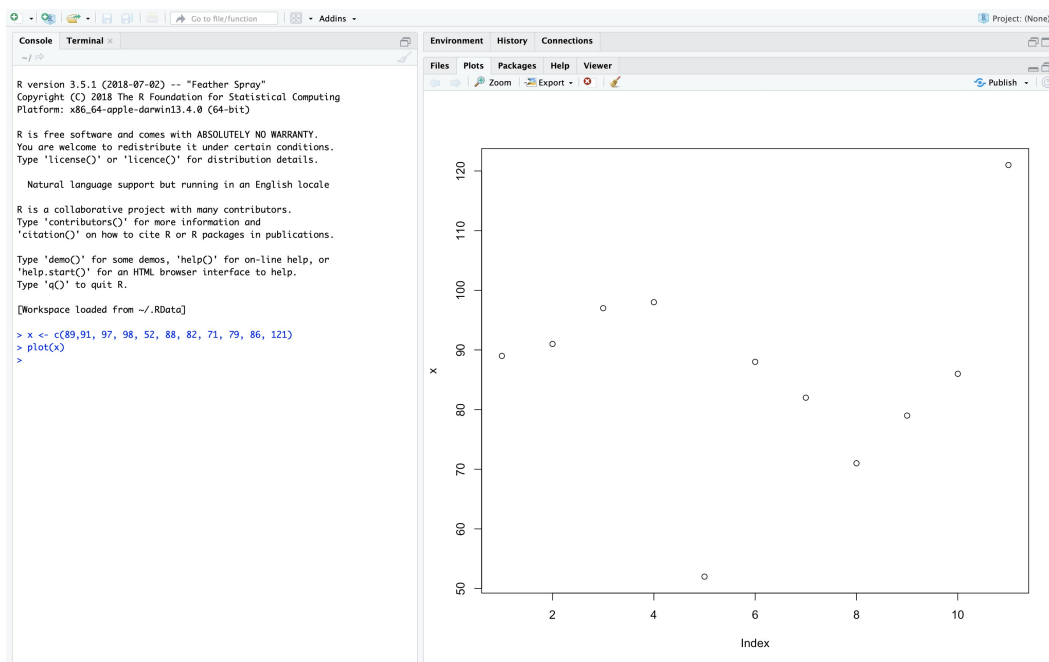 Go to file/function
Addins
Project: (None)
Console Terminal
~/
R version 3.5.1 (2018-07-02) -- "Feather Spray"
Copyright (C) 2018 The R Foundation for Statistical Computing
Platform: x86_64-apple-darwin13.4.0 (64-bit)
R is free software and comes with ABSOLUTELY NO WARRANTY.
You are welcome to redistribute it under certain conditions.
Type 'license()' or 'licence()' for distribution details.
Natural language support but running in an English locale
R is a collaborative project with many contributors.
Type 'contributors()' for more information and
'citation()' on how to cite R or R packages in publications.
Type 'demo()' for some demos, 'help()' for on-line help, or
'help.start()' for an HTML browser interface to help.
Type 'q()' to quit R.
[Workspace loaded from ~/.RData]
> x <- c(89,91, 97, 98, 52, 88, 82, 71, 79, 86, 121)
> plot(x)
>
Environment History Connections
Files Plots Packages Help Viewer
Zoom Export Publish
120
110
100
90
80
70
60
50
x
2 4 6 8 10
Index